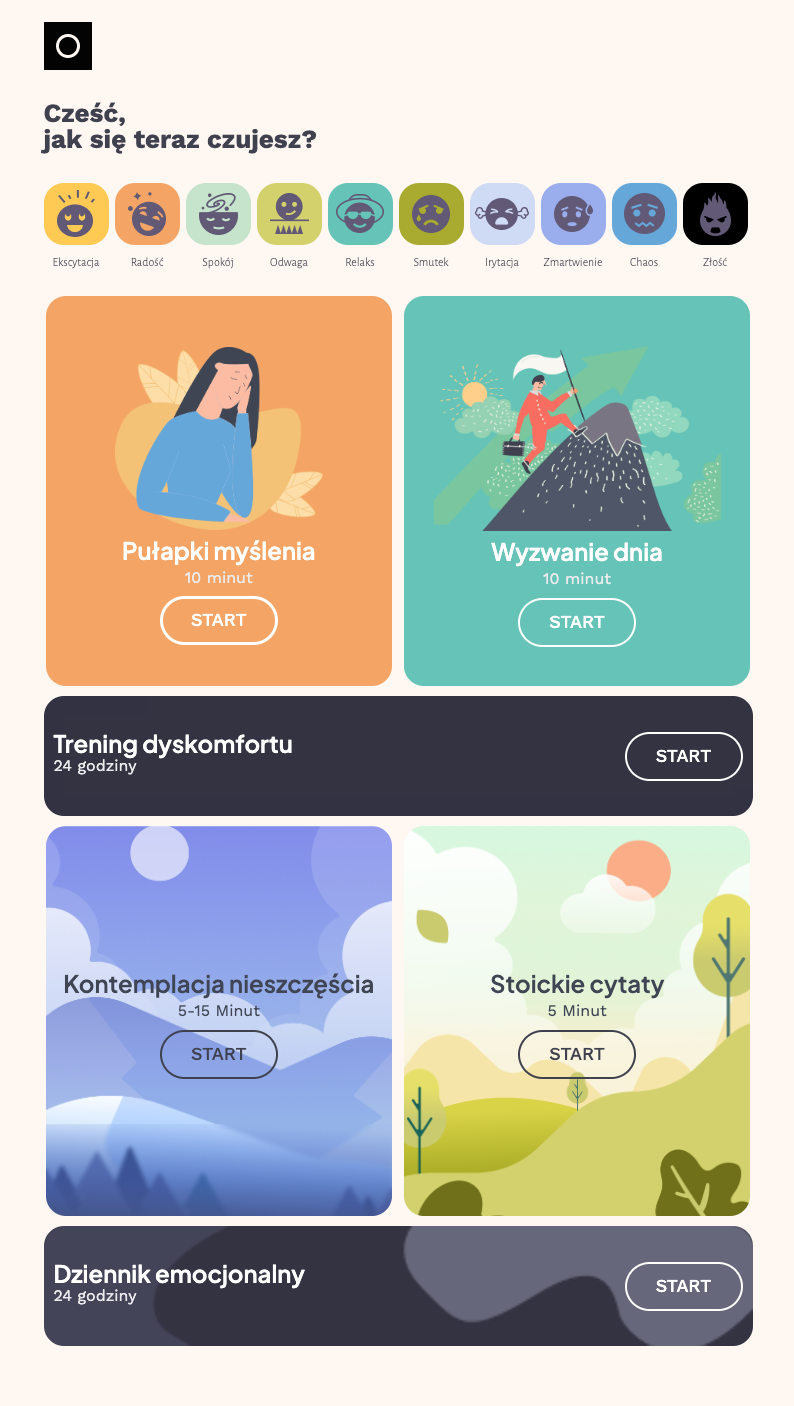 Cześć,
jak się teraz czujesz?
Ekscytacja Radość Spokój Odwaga Relaks Smutek Irytacja Zmartwienie Chaos Złość
Pułapki myślenia
10 minut
START
Wyzwanie dnia
10 minut
START
Trening dyskomfortu
24 godziny
START
Kontemplacja nieszczęścia
5-15 Minut
START
Stoickie cytaty
5 Minut
START
Dziennik emocjonalny
24 godziny
START